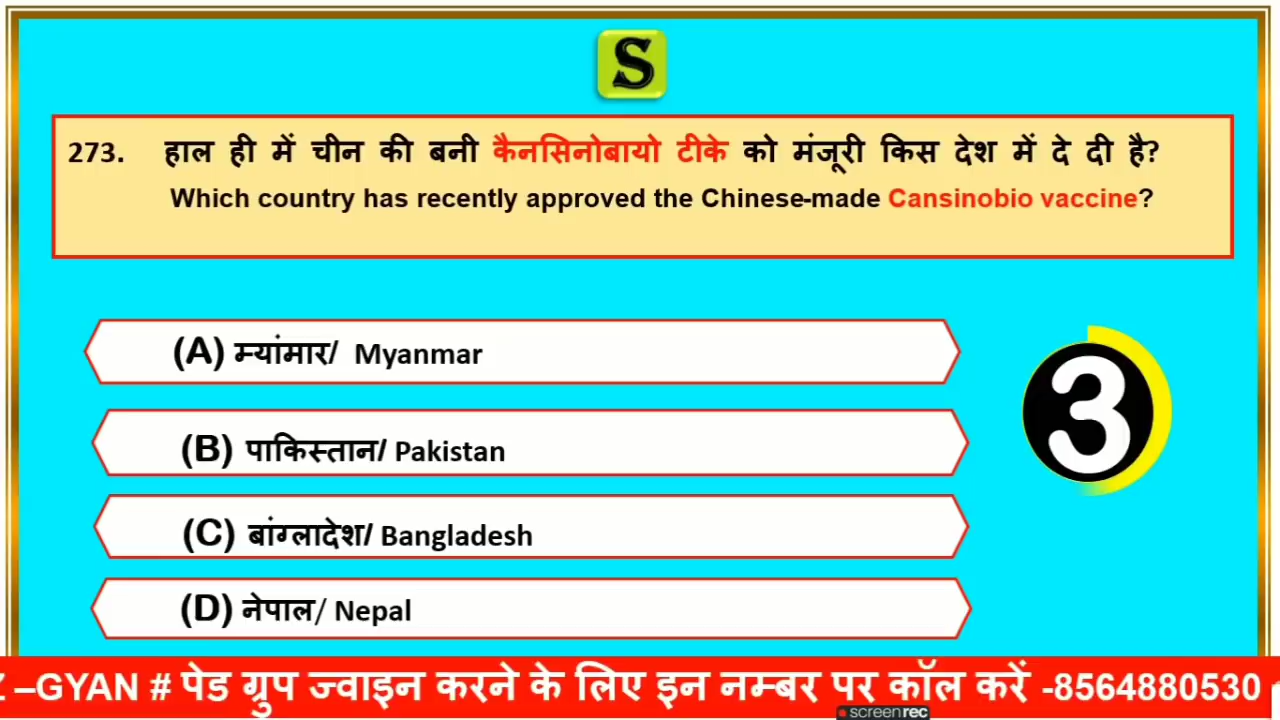 S
273. हाल ही में चीन की बनी कैनसिनोबायो टीके को मंजूरी किस देश में दे दी है?
Which country has recently approved the Chinese-made Cansinobio vaccine?
(A) म्यांमार/ Myanmar
3
(B) पाकिस्तान/ Pakistan
(C) बांग्लादेश/ Bangladesh
(D) नेपाल/ Nepal
–GYAN # पेड ग्रुप ज्वाइन करने के लिए इन नम्बर पर कॉल करें -8564880530
screenrec